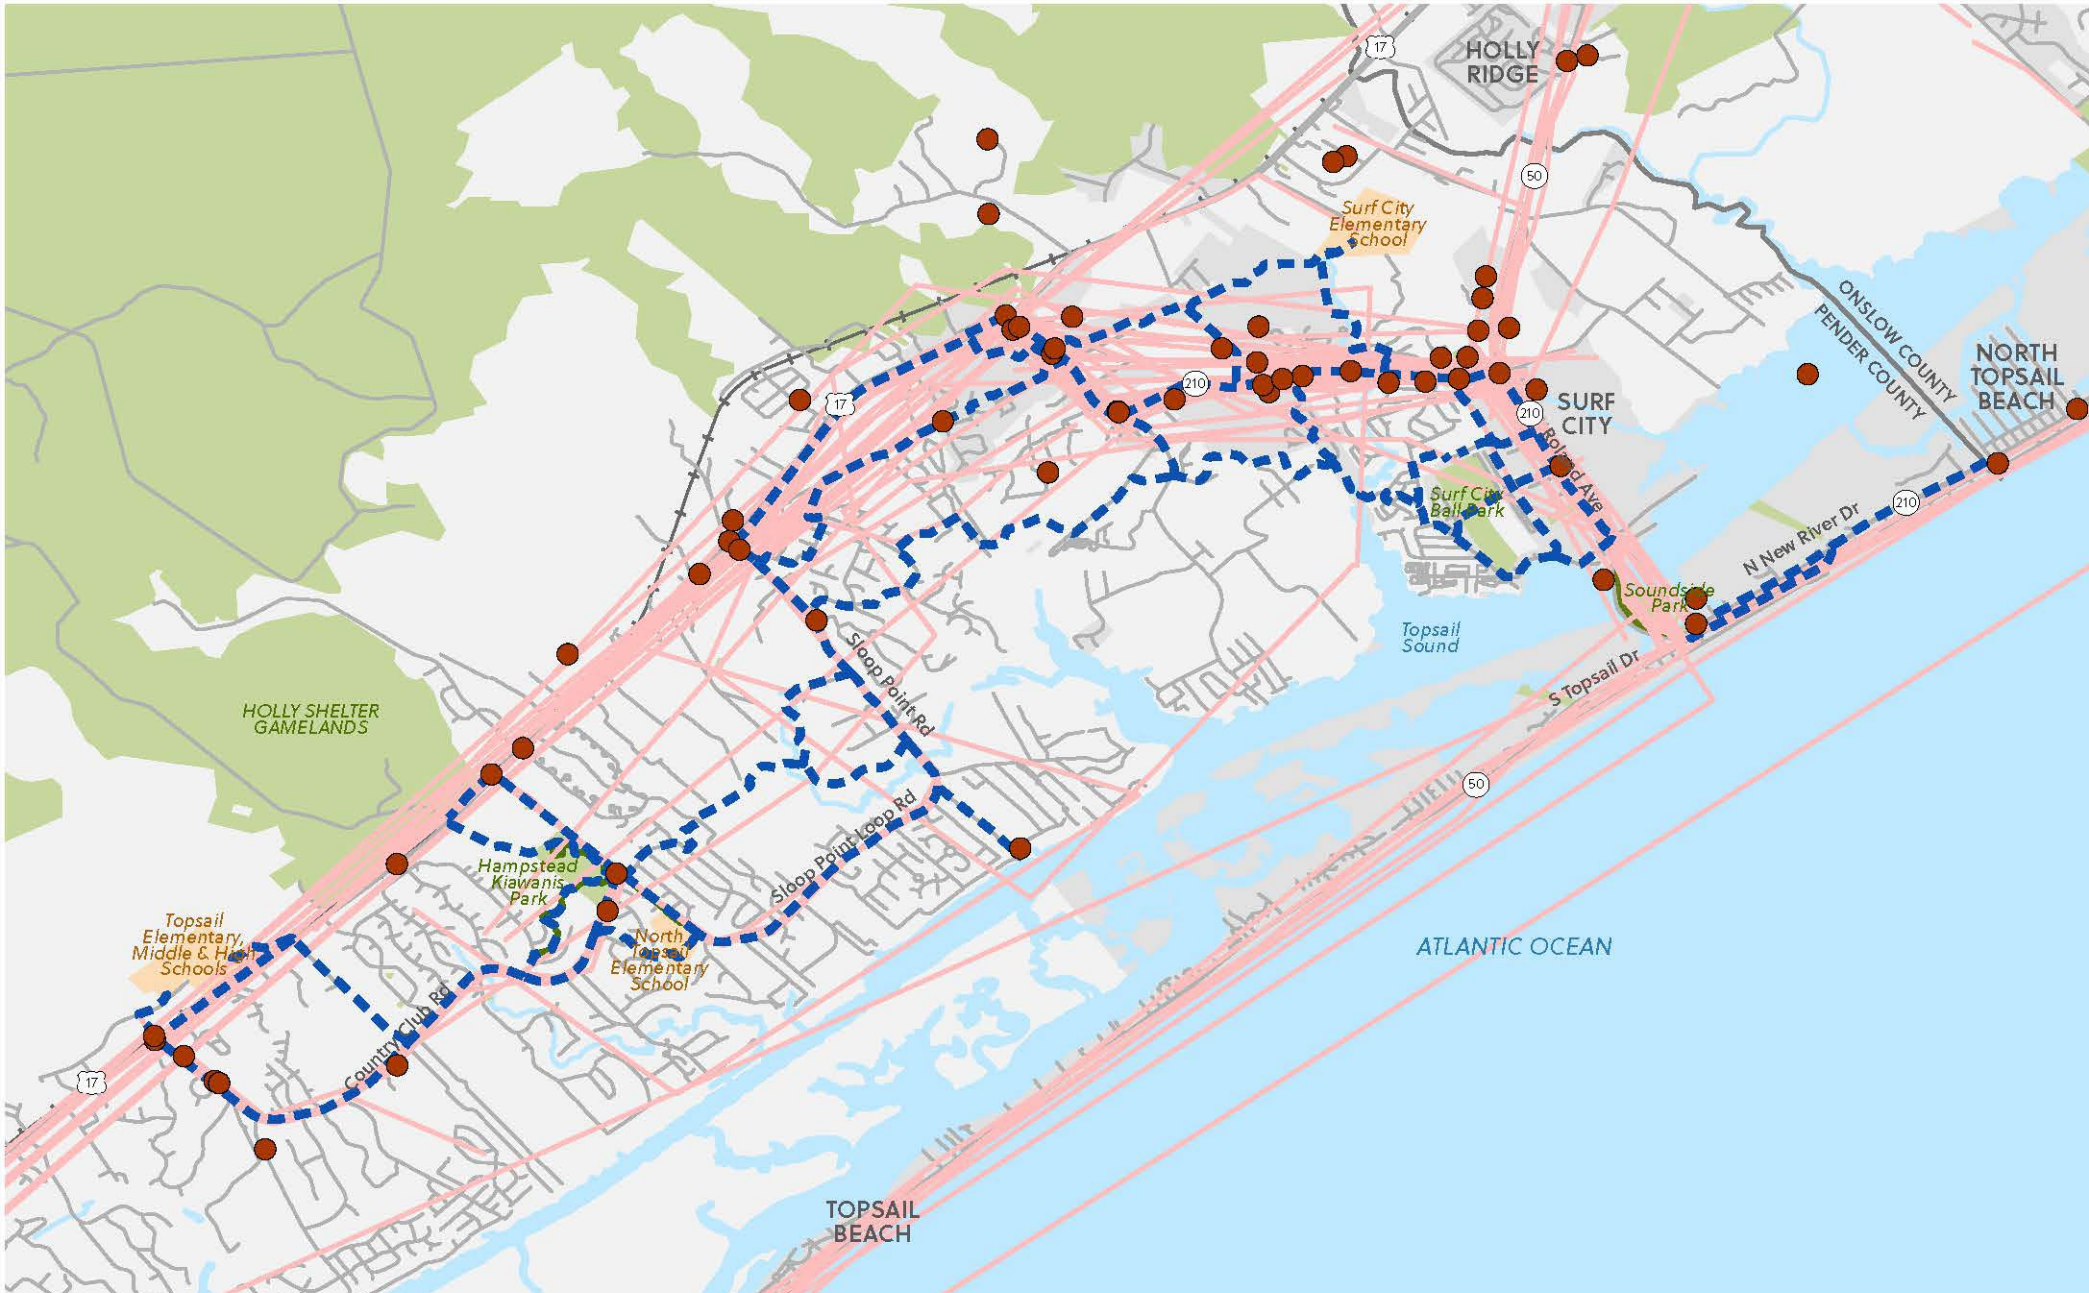 17
HOLLY
RIDGE
50
Surf City
Elementary
School
ONSLOW COUNTY
PENDER COUNTY
NORTH
TOPSAIL
BEACH
17
210
210
SURF
CITY
Roland Ave
Surf City
Ball Park
210
N New River Dr
Soundside
Park
Topsail
Sound
S Topsail Dr
Sloop Point Rd
HOLLY SHELTER
GAMELANDS
50
Sloop Point Loop Rd
Hampstead
Kiawanis
Park
Topsail
Elementary,
Middle & High
Schools
North
Topsail
Elementary
School
ATLANTIC OCEAN
Country Club Rd
17
TOPSAIL
BEACH